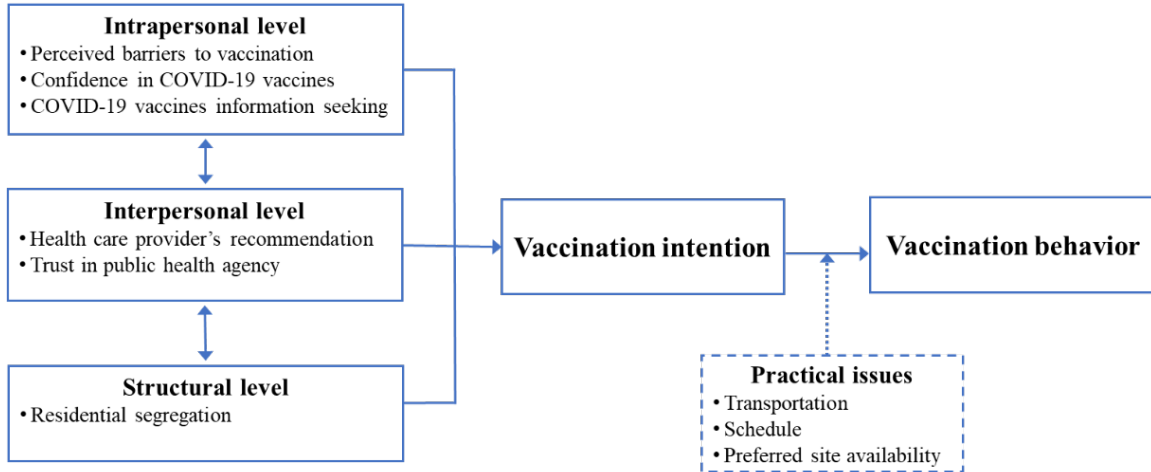 Intrapersonal level
• Perceived barriers to vaccination
• Confidence in COVID-19 vaccines
• COVID-19 vaccines information seeking
Interpersonal level
• Health care provider’s recommendation
• Trust in public health agency
Structural level
• Residential segregation
Vaccination intention
Vaccination behavior
Practical issues
• Transportation
• Schedule
• Preferred site availability